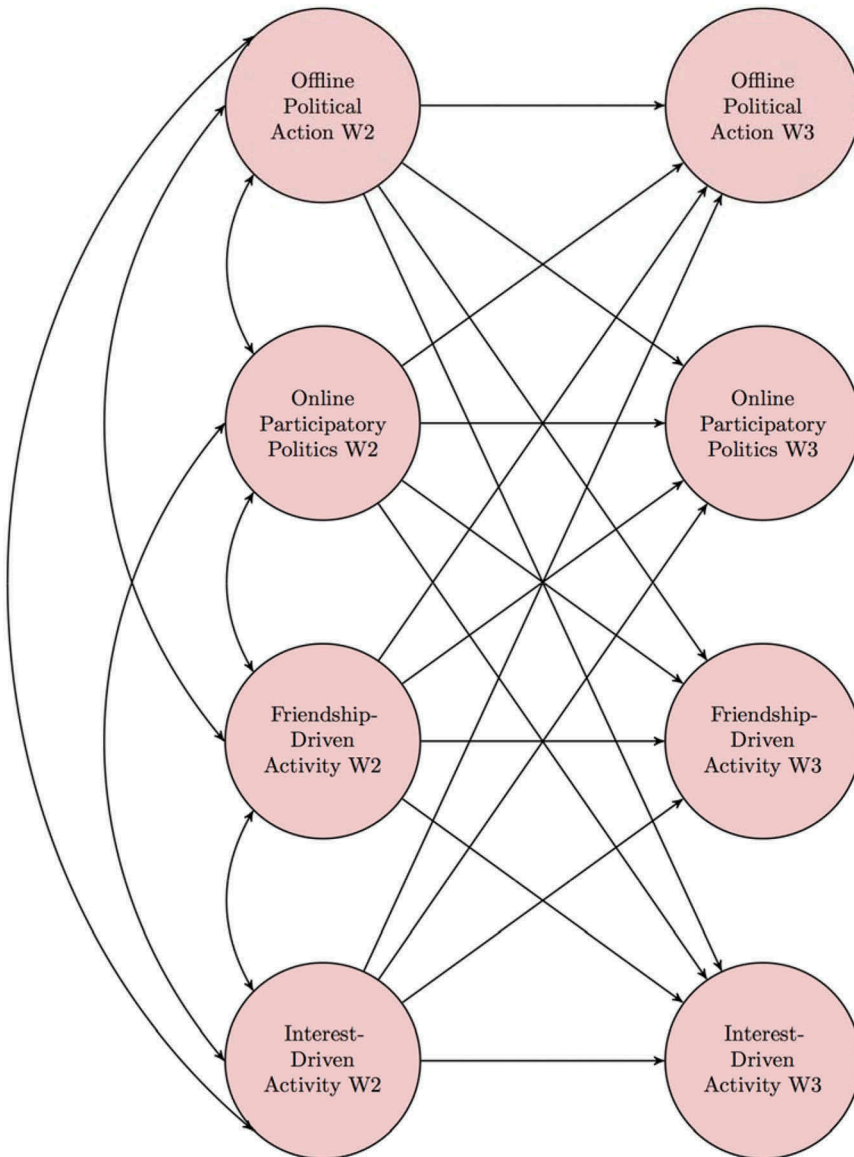 Offline
Political
Action W2
Offline
Political
Action W3
Online
Participatory
Politics W2
Online
Participatory
Politics W3
Friendship-
Driven
Activity W2
Friendship-
Driven
Activity W3
Interest-
Driven
Activity W2
Interest-
Driven
Activity W3